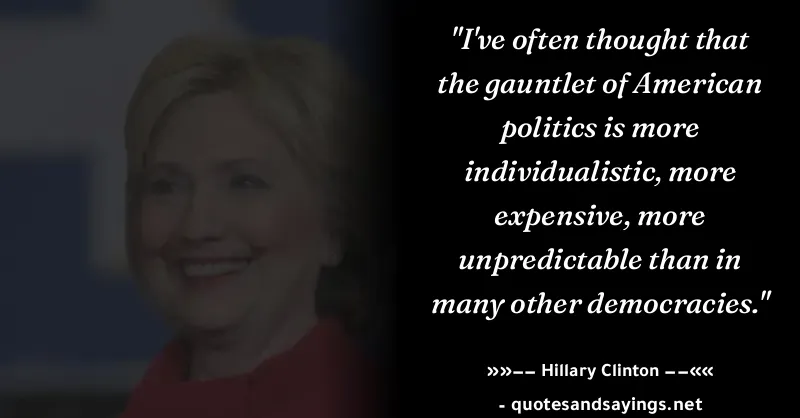 "I've often thought that
the gauntlet of American
politics is more
individualistic, more
expensive, more
unpredictable than in
many other democracies."
»»–– Hillary Clinton ––««
- quotesandsayings.net